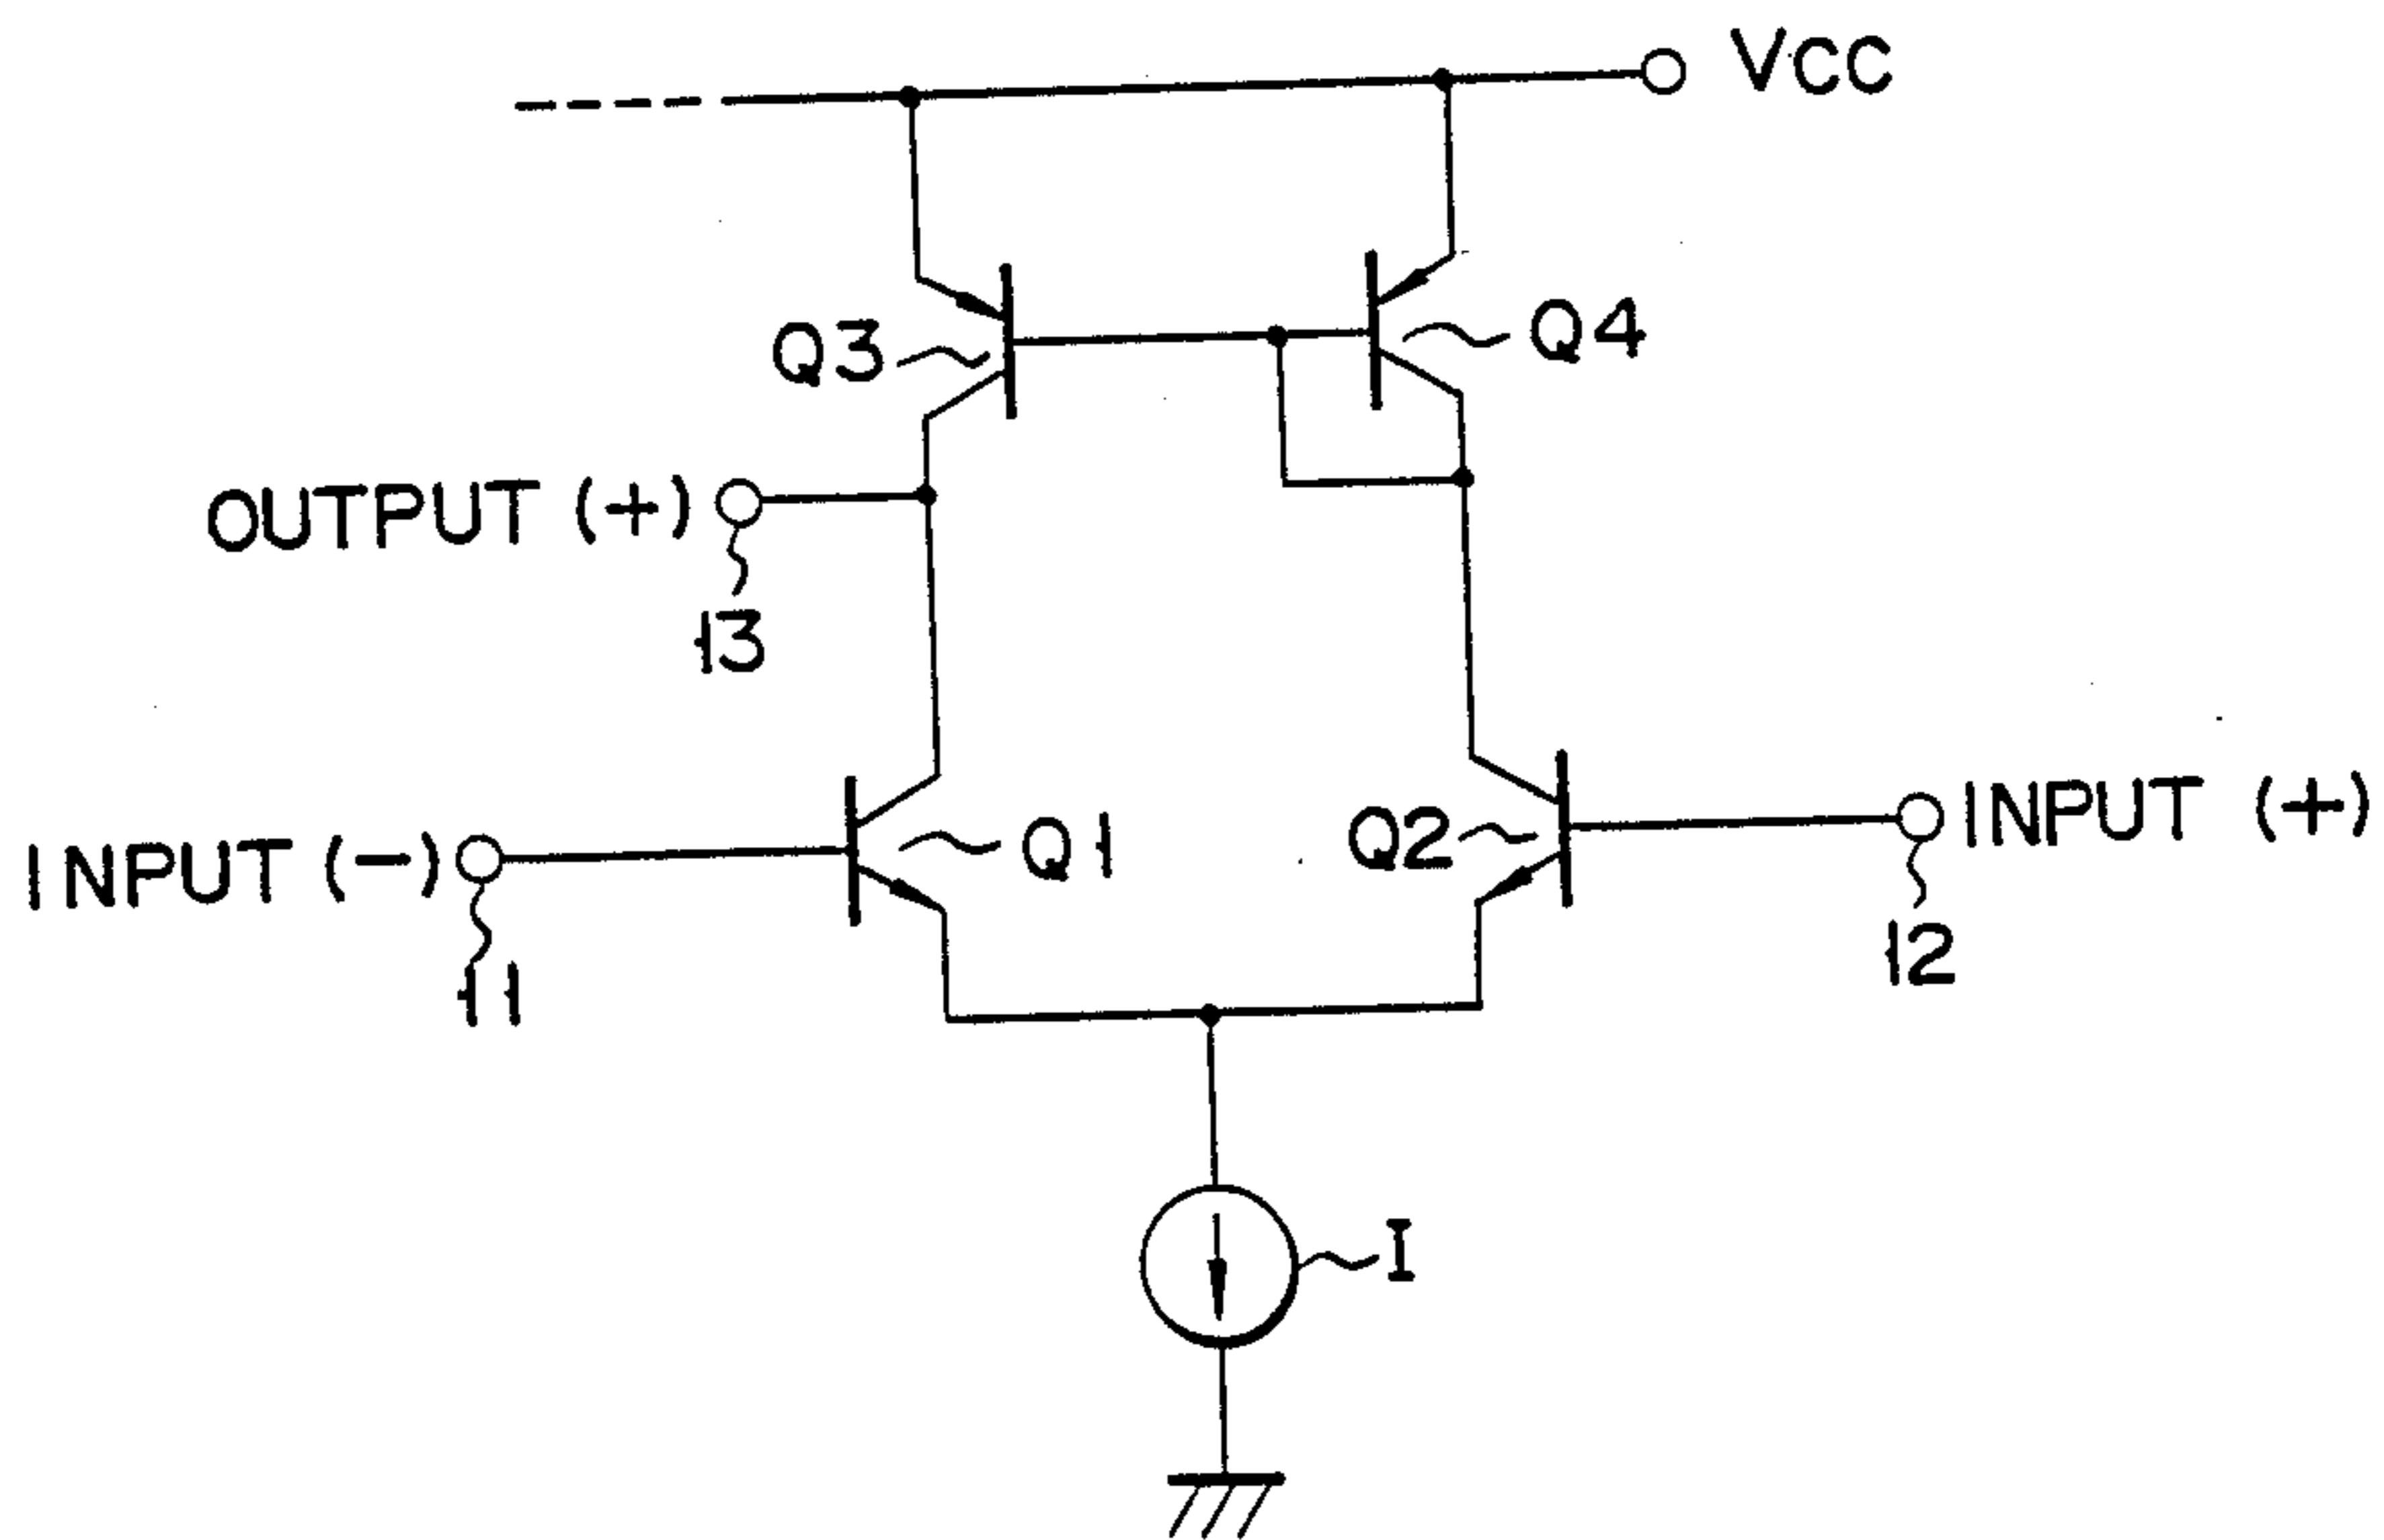 VCC
Q3
Q4
OUTPUT (+)
13
INPUT (-)
Q1
Q2
INPUT (+)
11
12
I